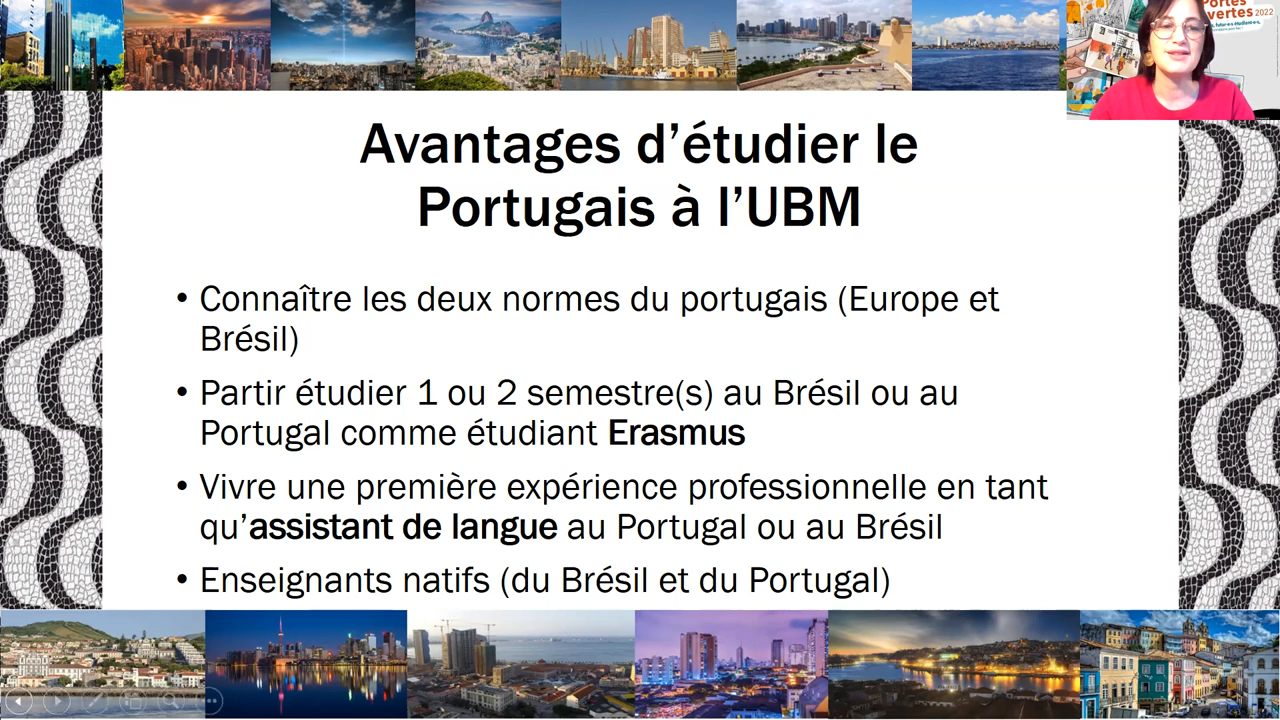 Portes
vertes 2022
Avantages d’étudier le
Portugais à l’UBM
• Connaître les deux normes du portugais (Europe et
Brésil)
• Partir étudier 1 ou 2 semestre(s) au Brésil ou au
Portugal comme étudiant Erasmus
• Vivre une première expérience professionnelle en tant
qu’assistant de langue au Portugal ou au Brésil
• Enseignants natifs (du Brésil et du Portugal)